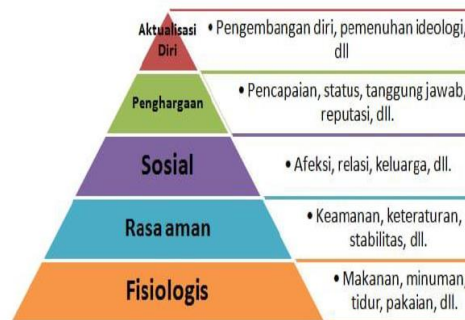 Aktualisasi
Diri
• Pengembangan diri, pemenuhan ideologi,
dll
Penghargaan
• Pencapaian, status, tanggung jawab,
reputasi, dll.
Sosial
• Afeksi, relasi, keluarga, dll.
Rasa aman
• Keamanan, keteraturan,
stabilitas, dll.
Fisiologis
• Makanan, minuman,
tidur, pakaian, dll.